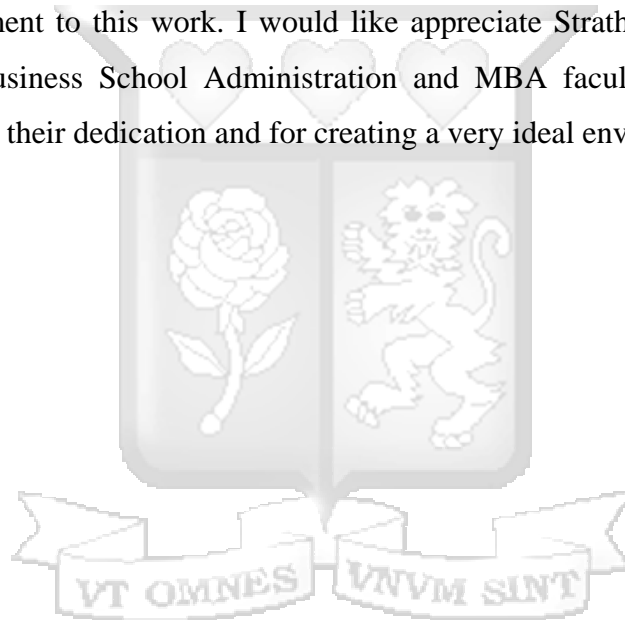 ment to this work. I would like appreciate Strath
usiness School Administration and MBA facul
their dedication and for creating a very ideal env
VT OMNES VNVM SINT